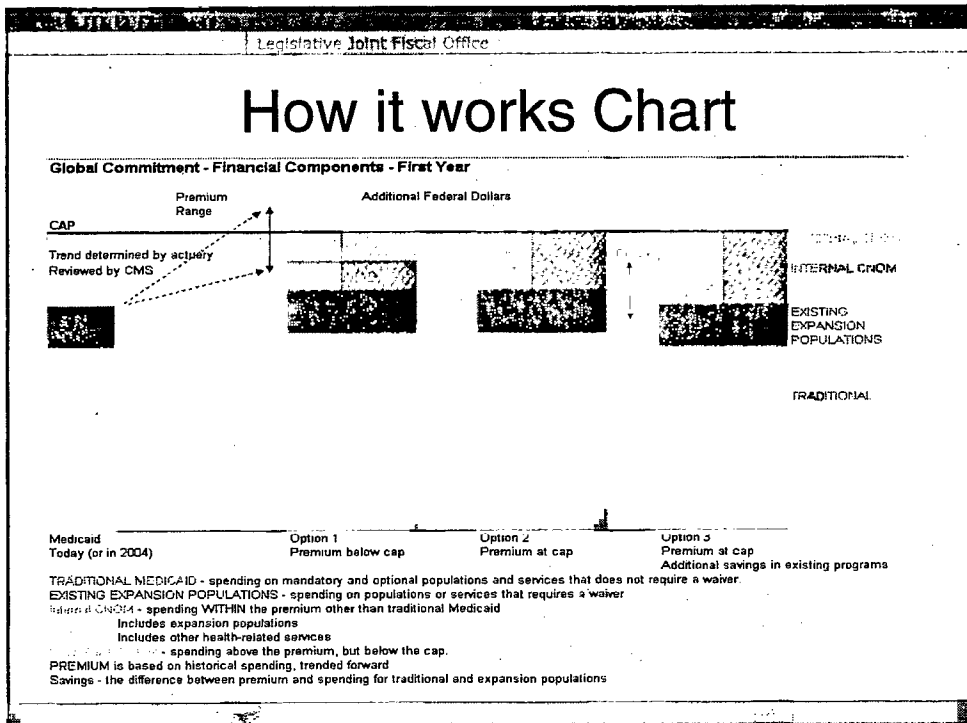 Legislative Joint Fiscal Office
How it works Chart
Global Commitment - Financial Components - First Year
Premium
Range
Additional Federal Dollars
CAP
Trend determined by actuary
Reviewed by CMS
INTERNAL CNOM
EXISTING
EXPANSION
POPULATIONS
TRADITIONAL
Medicaid
Today (or in 2004)
Option 1
Premium below cap
Option 2
Premium at cap
Option 3
Premium at cap
Additional savings in existing programs
TRADITIONAL MEDICAID - spending on mandatory and optional populations and services that does not require a waiver.
EXISTING EXPANSION POPULATIONS - spending on populations or services that requires a waiver
Internal CNOM - spending WITHIN the premium other than traditional Medicaid
Includes expansion populations
Includes other health-related services
- spending above the premium, but below the cap.
PREMIUM is based on historical spending, trended forward
Savings - the difference between premium and spending for traditional and expansion populations